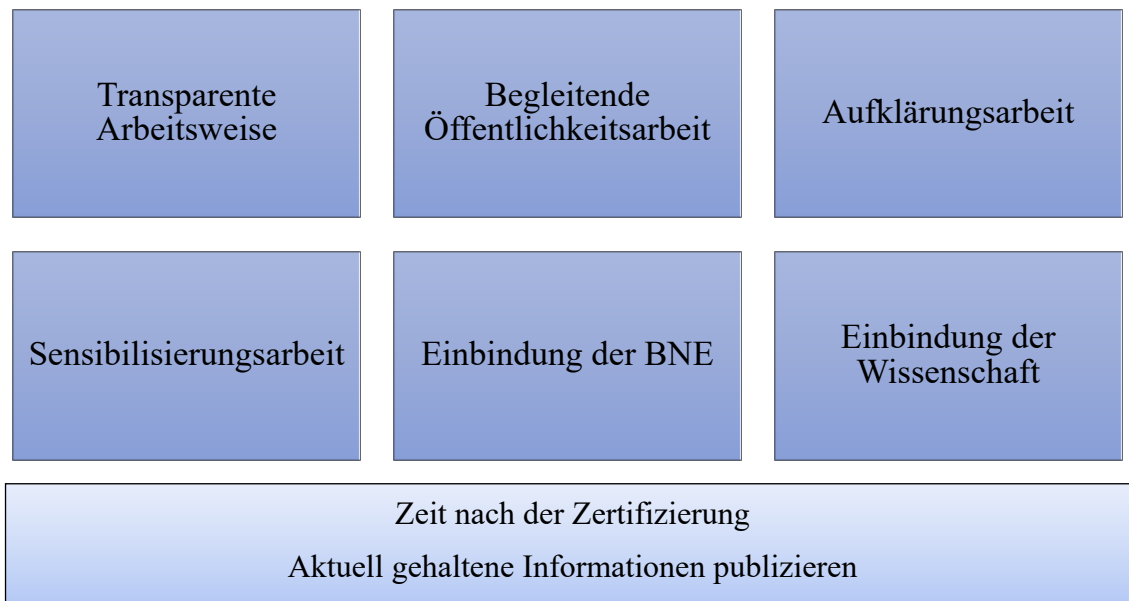 Transparente
Arbeitsweise
Begleitende
Öffentlichkeitsarbeit
Aufklärungsarbeit
Sensibilisierungsarbeit
Einbindung der BNE
Einbindung der
Wissenschaft
Zeit nach der Zertifizierung
Aktuell gehaltene Informationen publizieren